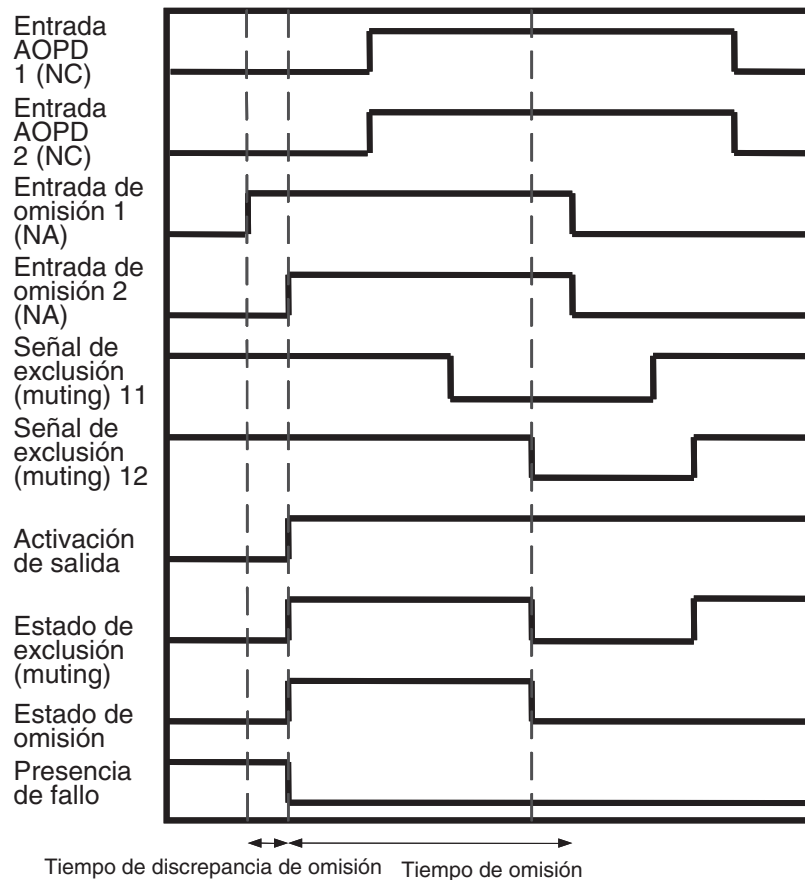 Entrada
AOPD
1 (NC)
Entrada
AOPD
2 (NC)
Entrada de
omisión 1
(NA)
Entrada de
omisión 2
(NA)
Señal de
exclusión
(muting) 11
Señal de
exclusión
(muting) 12
Activación
de salida
Estado de
exclusión
(muting)
Estado de
omisión
Presencia
de fallo
Tiempo de discrepancia de omisión
Tiempo de omisión